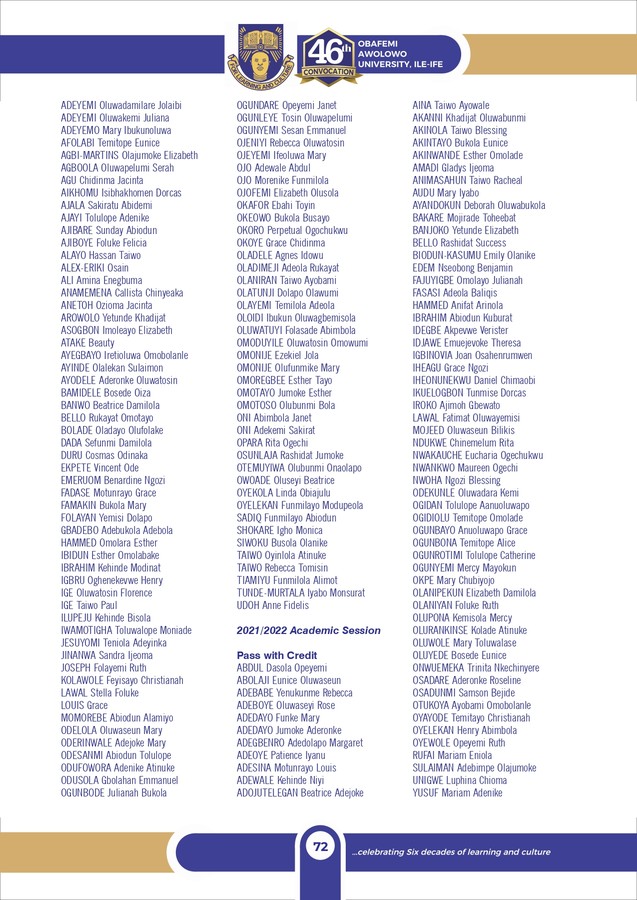 FOR LEARNING AND CULTURE
46th
CONVOCATION
OBAFEMI
AWOLOWO
UNIVERSITY, ILE-IFE
ADEYEMI Oluwadamilare Jolaibi
ADEYEMI Oluwakemi Juliana
ADEYEMO Mary Ibukunoluwa
AFOLABI Temitope Eunice
AGBI-MARTINS Olajumoke Elizabeth
AGBOOLA Oluwapelumi Serah
AGU Chidinma Jacinta
AIKHOMU Isibhakhomen Dorcas
AJALA Sakiratu Abidemi
AJAYI Tolulope Adenike
AJIBARE Sunday Abiodun
AJIBOYE Foluke Felicia
ALAYO Hassan Taiwo
ALEX-ERIKI Osain
ALI Amina Enegbuma
ANAMEMENA Callista Chinyeaka
ANETOH Ozioma Jacinta
AROWOLO Yetunde Khadijat
ASOGBON Imoleayo Elizabeth
ATAKE Beauty
AYEGBAYO Iretioluwa Omobolanle
AYINDE Olalekan Sulaimon
AYODELE Aderonke Oluwatosin
BAMIDELE Bosede Oiza
BANWO Beatrice Damilola
BELLO Rukayat Omotayo
BOLADE Oladayo Olufolake
DADA Sefunmi Damilola
DURU Cosmas Odinaka
EKPETE Vincent Ode
EMERUOM Benardine Ngozi
FADASE Motunrayo Grace
FAMAKIN Bukola Mary
FOLAYAN Yemisi Dolapo
GBADEBO Adebukola Adebola
HAMMED Omolara Esther
IBIDUN Esther Omolabake
IBRAHIM Kehinde Modinat
IGBRU Oghenekevwe Henry
IGE Oluwatosin Florence
IGE Taiwo Paul
ILUPEJU Kehinde Bisola
IWAMOTIGHA Toluwalope Moniade
JESUYOMI Teniola Adeyinka
JINANWA Sandra Ijeoma
JOSEPH Folayemi Ruth
KOLAWOLE Feyisayo Christianah
LAWAL Stella Foluke
LOUIS Grace
MOMOREBE Abiodun Alamiyo
ODELOLA Oluwaseun Mary
ODERINWALE Adejoke Mary
ODESANMI Abiodun Tolulope
ODUFOWORA Adenike Atinuke
ODUSOLA Gbolahan Emmanuel
OGUNBODE Julianah Bukola
OGUNDARE Opeyemi Janet
OGUNLEYE Tosin Oluwapelumi
OGUNYEMI Sesan Emmanuel
OJENIYI Rebecca Oluwatosin
OJEYEMI Ifeoluwa Mary
OJO Adewale Abdul
OJO Morenike Funmilola
OJOFEMI Elizabeth Olusola
OKAFOR Ebahi Toyin
OKEOWO Bukola Busayo
OKORO Perpetual Ogochukwu
OKOYE Grace Chidinma
OLADELE Agnes Idowu
OLADIMEJI Adeola Rukayat
OLANIRAN Taiwo Ayobami
OLATUNJI Dolapo Olawumi
OLAYEMI Temilola Adeola
OLOIDI Ibukun Oluwagbemisola
OLUWATUYI Folasade Abimbola
OMODUYILE Oluwatosin Omowumi
OMONIJE Ezekiel Jola
OMONIJE Olufunmike Mary
OMOREGBEE Esther Tayo
OMOTAYO Jumoke Esther
OMOTOSO Olubunmi Bola
ONI Abimbola Janet
ONI Adekemi Sakirat
OPARA Rita Ogechi
OSUNLAJA Rashidat Jumoke
OTEMUYIWA Olubunmi Onaolapo
OWOADE Oluseyi Beatrice
OYEKOLA Linda Obiajulu
OYELEKAN Funmilayo Modupeola
SADIQ Funmilayo Abiodun
SHOKARE Igho Monica
SIWOKU Busola Olanike
TAIWO Oyinlola Atinuke
TAIWO Rebecca Tomisin
TIAMIYU Funmilola Alimot
TUNDE-MURTALA Iyabo Monsurat
UDOH Anne Fidelis
2021/2022 Academic Session
Pass with Credit
ABDUL Dasola Opeyemi
ABOLAJI Eunice Oluwaseun
ADEBABE Yenukunme Rebecca
ADEBOYE Oluwaseyi Rose
ADEDAYO Funke Mary
ADEDAYO Jumoke Aderonke
ADEGBENRO Adedolapo Margaret
ADEOYE Patience Iyanu
ADESINA Motunrayo Louis
ADEWALE Kehinde Niyi
ADOJUTELEGAN Beatrice Adejoke
AINA Taiwo Ayowale
AKANNI Khadijat Oluwabunmi
AKINOLA Taiwo Blessing
AKINTAYO Bukola Eunice
AKINWANDE Esther Omolade
AMADI Gladys Ijeoma
ANIMASAHUN Taiwo Racheal
AUDU Mary Iyabo
AYANDOKUN Deborah Oluwabukola
BAKARE Mojirade Toheebat
BANJOKO Yetunde Elizabeth
BELLO Rashidat Success
BIODUN-KASUMU Emily Olanike
EDEM Nseobong Benjamin
FAJUYIGBE Omolayo Julianah
FASASI Adeola Baliqis
HAMMED Anifat Arinola
IBRAHIM Abiodun Kuburat
IDEGBE Akpevwe Verister
IDJAWE Emuejevoke Theresa
IGBINOVIA Joan Osahenrumwen
IHEAGU Grace Ngozi
IHEONUNEKWU Daniel Chimaobi
IKUELOGBON Tunmise Dorcas
IROKO Ajimoh Gbewato
LAWAL Fatimat Oluwayemisi
MOJEED Oluwaseun Bilikis
NDUKWE Chinemelum Rita
NWAKAUCHE Eucharia Ogechukwu
NWANKWO Maureen Ogechi
NWOHA Ngozi Blessing
ODEKUNLE Oluwadara Kemi
OGIDAN Tolulope Aanuoluwapo
OGIDIOLU Temitope Omolade
OGUNBAYO Anuoluwapo Grace
OGUNBONA Temitope Alice
OGUNROTIMI Tolulope Catherine
OGUNYEMI Mercy Mayokun
OKPE Mary Chubiyojo
OLANIPEKUN Elizabeth Damilola
OLANIYAN Foluke Ruth
OLUPONA Kemisola Mercy
OLURANKINSE Kolade Atinuke
OLUWOLE Mary Toluwalase
OLUYEDE Bosede Eunice
ONWUEMEKA Trinita Nkechinyere
OSADARE Aderonke Roseline
OSADUNMI Samson Bejide
OTUKOYA Ayobami Omobolanle
OYAYODE Temitayo Christianah
OYELEKAN Henry Abimbola
OYEWOLE Opeyemi Ruth
RUFAI Mariam Eniola
SULAIMAN Adebimpe Olajumoke
UNIGWE Luphina Chioma
YUSUF Mariam Adenike
72
...celebrating Six decades of learning and culture